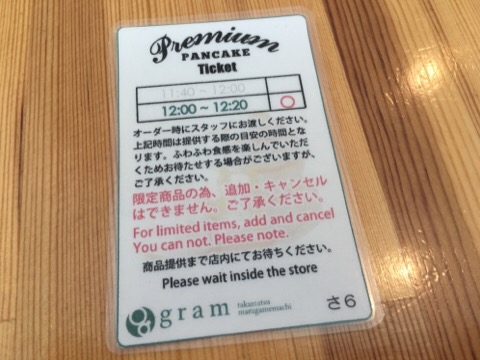 Premium
PANCAKE
Ticket
11:40 ~ 12:00
12:00 ~ 12:20 ○
オーダー時にスタッフにお渡しください。
上記時間は提供する際の目安の時間とな
ります。ふわふわ食感を楽しんでいただ
くためお待たせする場合がございますが、
ご了承ください。
限定商品の為、追加・キャンセル
はできません。ご了承ください。
For limited items, add and cancel
You can not. Please note.
商品提供まで店内にてお待ちください。
Please wait inside the store
gram takamatsu
marugamemachi
さ6